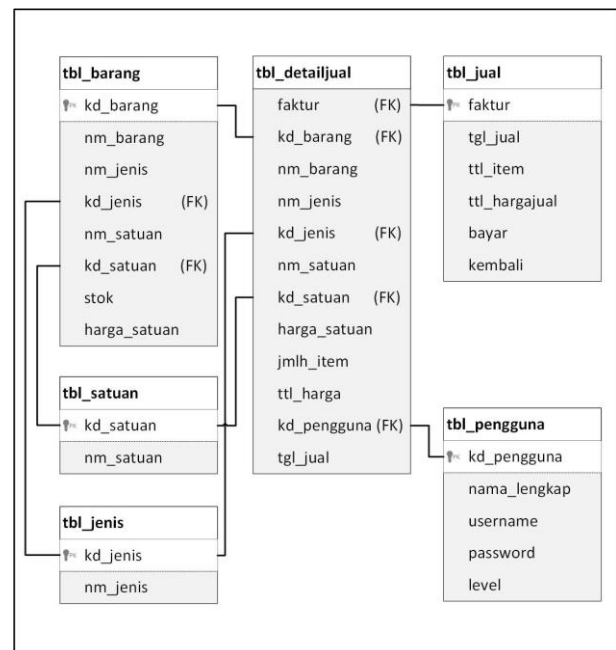 tbl_barang
kd_barang
nm_barang
nm_jenis
kd_jenis (FK)
nm_satuan
kd_satuan (FK)
stok
harga_satuan
tbl_satuan
kd_satuan
nm_satuan
tbl_jenis
kd_jenis
nm_jenis
tbl_detailjual
faktur (FK)
kd_barang (FK)
nm_barang
nm_jenis
kd_jenis (FK)
nm_satuan
kd_satuan (FK)
harga_satuan
jmlh_item
ttl_harga
kd_pengguna (FK)
tgl_jual
tbl_jual
faktur
tgl_jual
ttl_item
ttl_hargajual
bayar
kembali
tbl_pengguna
kd_pengguna
nama_lengkap
username
password
level